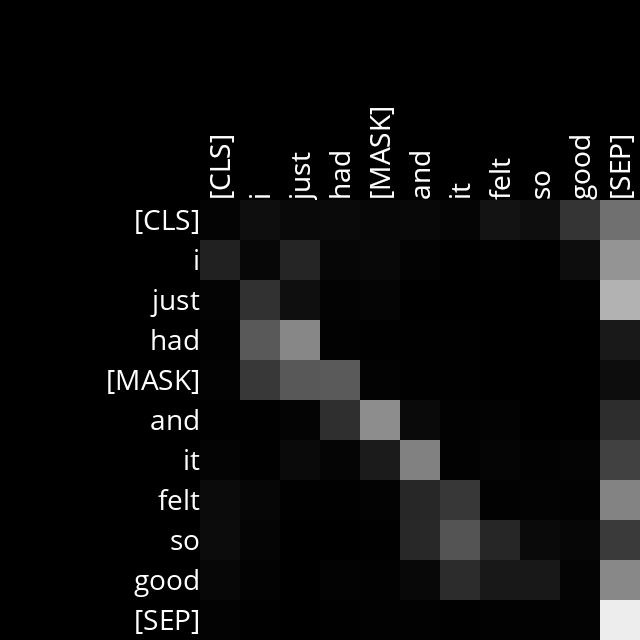 [CLS] i just had [MASK] and it felt so good [SEP]
[CLS]
i
just
had
[MASK]
and
it
felt
so
good
[SEP]